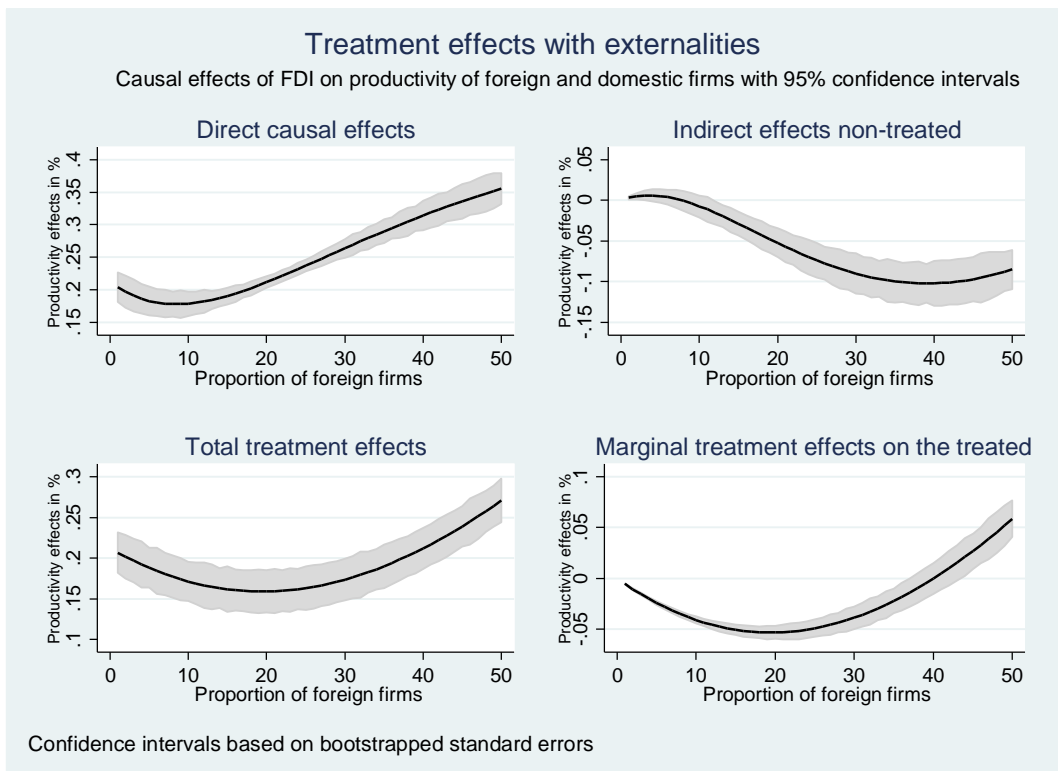 Treatment effects with externalities
Causal effects of FDI on productivity of foreign and domestic firms with 95% confidence intervals
Direct causal effects
Productivity effects in %
.4
.35
.3
.25
.2
.15
0 10 20 30 40 50
Proportion of foreign firms
Indirect effects non-treated
Productivity effects in %
.05
0
-.05
-.1
-.15
0 10 20 30 40 50
Proportion of foreign firms
Total treatment effects
Productivity effects in %
.3
.25
.2
.15
.1
0 10 20 30 40 50
Proportion of foreign firms
Marginal treatment effects on the treated
Productivity effects in %
.1
.05
0
-.05
0 10 20 30 40 50
Proportion of foreign firms
Confidence intervals based on bootstrapped standard errors